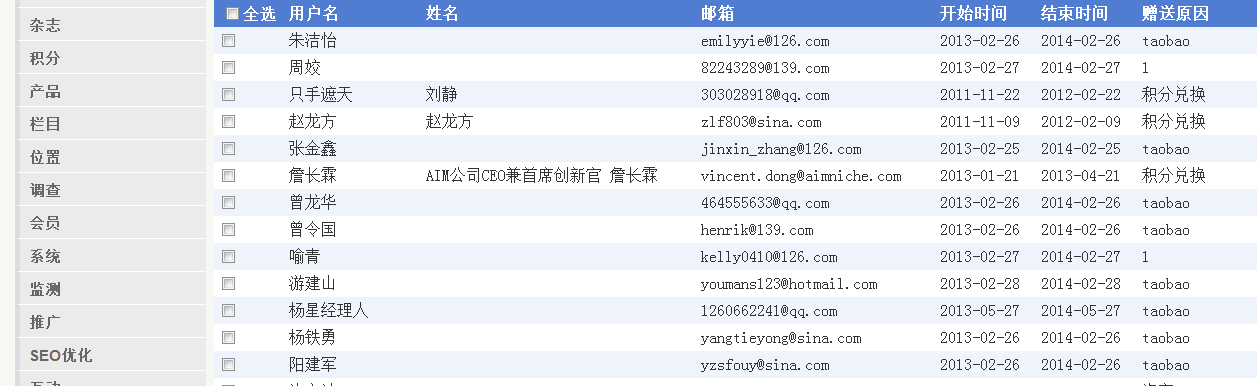 全选 用户名 姓名 邮箱 开始时间 结束时间 赠送原因
杂志
积分
产品
栏目
位置
调查
会员
系统
监测
推广
SEO优化
互动
朱洁怡 emilyyie@126.com 2013-02-26 2014-02-26 taobao
周姣 82243289@139.com 2013-02-27 2014-02-27 1
只手遮天 刘静 303028918@qq.com 2011-11-22 2012-02-22 积分兑换
赵龙方 赵龙方 zlf803@sina.com 2011-11-09 2012-02-09 积分兑换
张金鑫 jinxin_zhang@126.com 2013-02-25 2014-02-25 taobao
詹长霖 AIM公司CEO兼首席创新官 詹长霖 vincent.dong@aimniche.com 2013-01-21 2013-04-21 积分兑换
曾龙华 464555633@qq.com 2013-02-26 2014-02-26 taobao
曾令国 henrik@139.com 2013-02-26 2014-02-26 taobao
喻青 kelly0410@126.com 2013-02-27 2014-02-27 1
游建山 youmans123@hotmail.com 2013-02-28 2014-02-28 taobao
杨星经理人 1260662241@qq.com 2013-05-27 2014-05-27 taobao
杨铁勇 yangtieyong@sina.com 2013-02-26 2014-02-26 taobao
阳建军 yzsfouy@sina.com 2013-02-26 2014-02-26 taobao